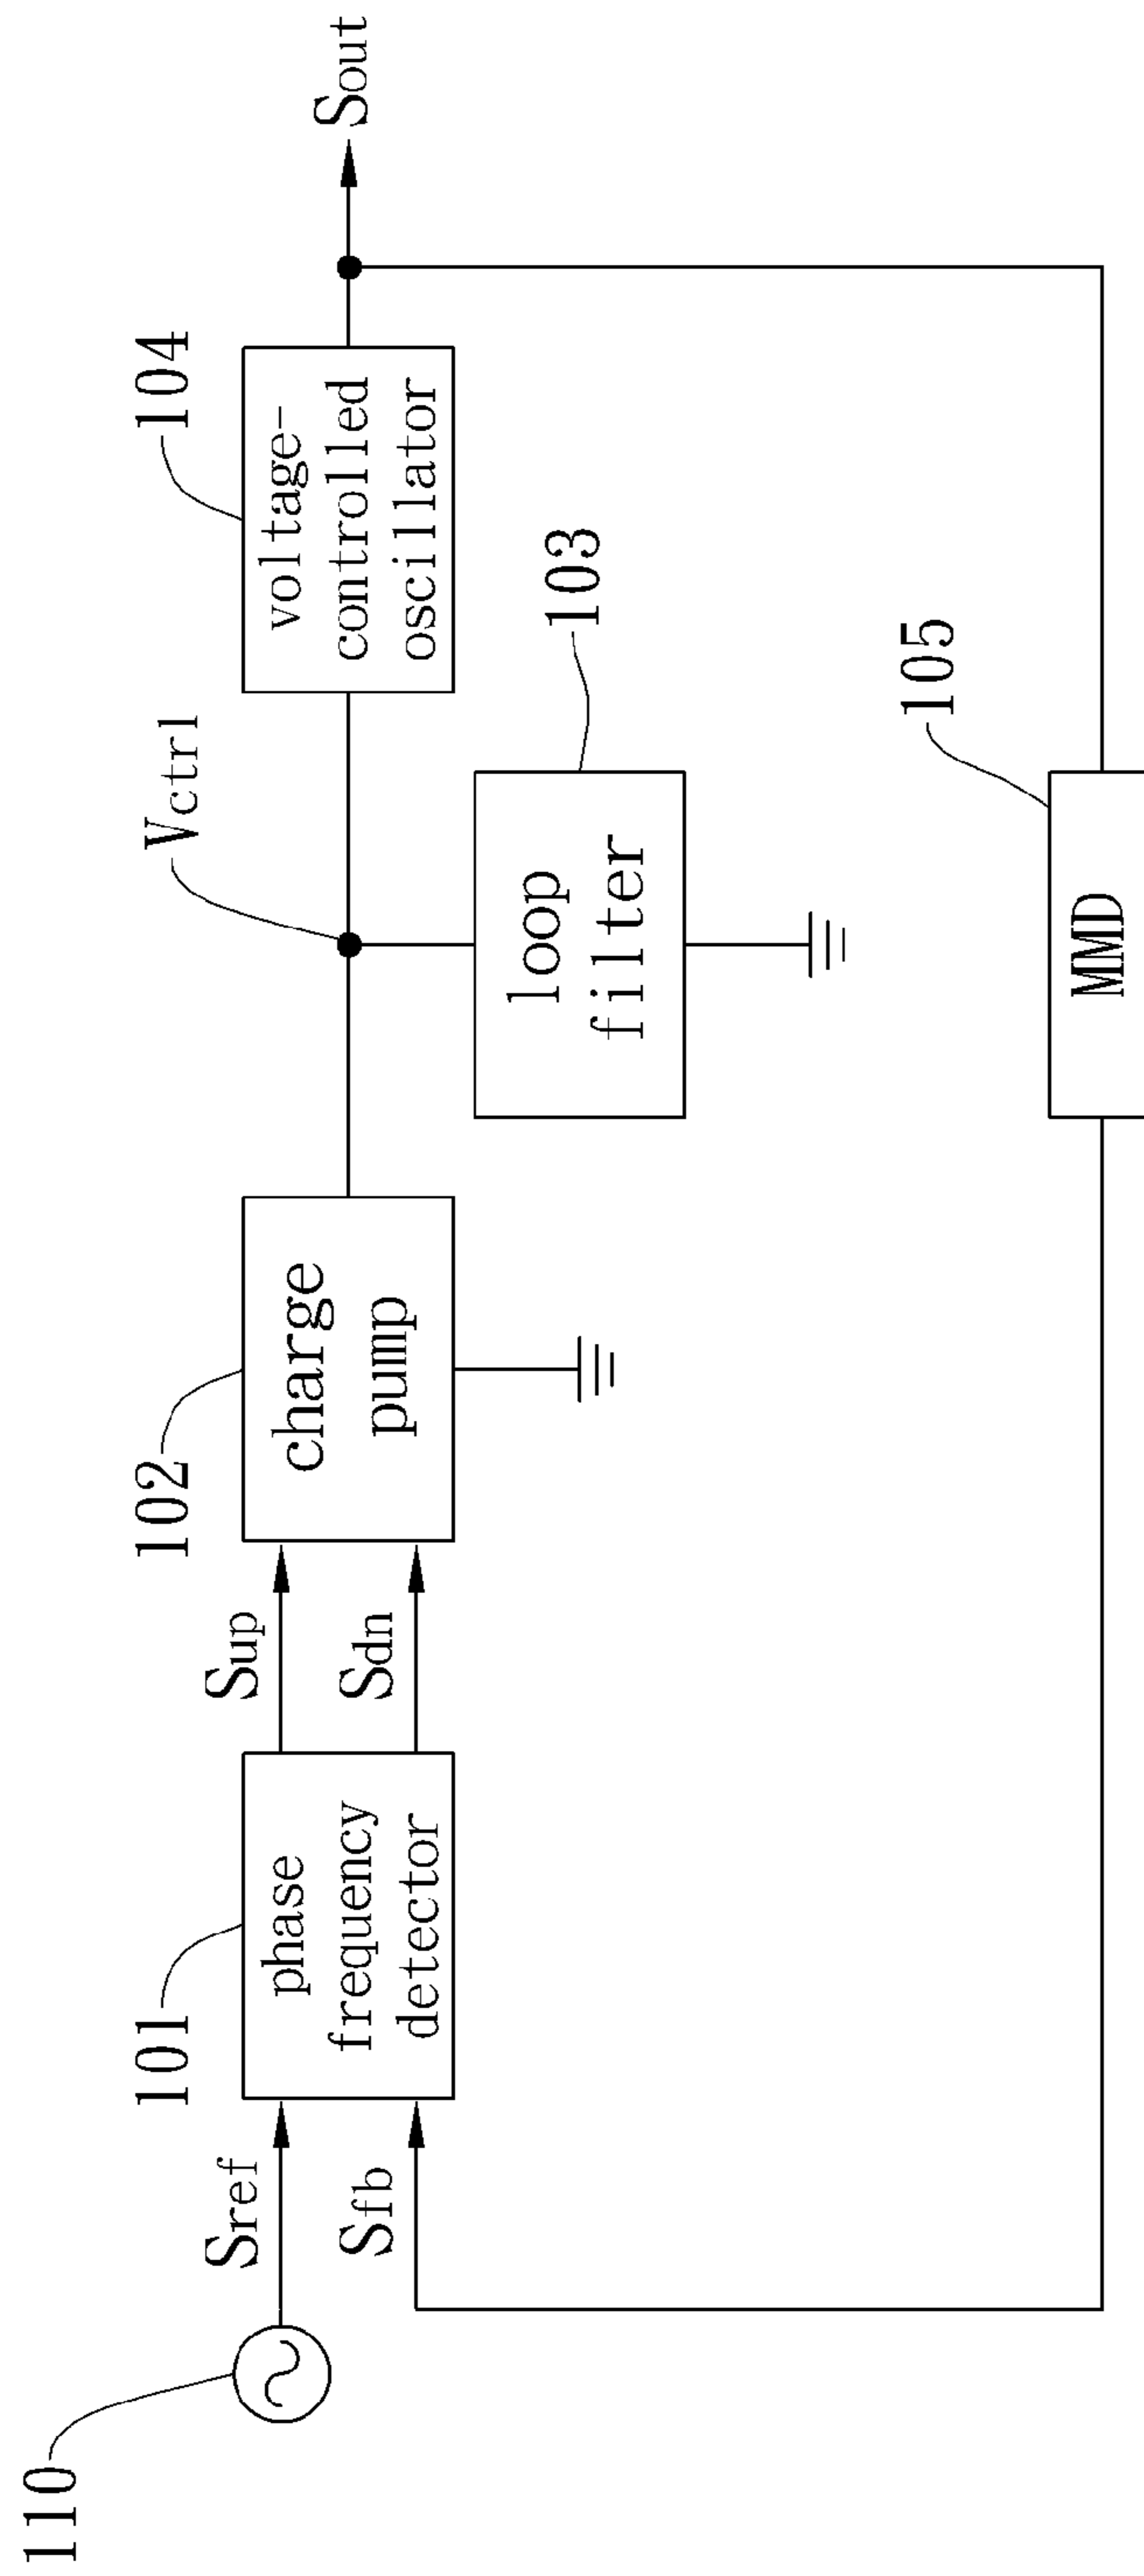 110
Sref
Sfb
101
phase
frequency
detector
Sup
Sdn
102
charge
pump
Vctrl
loop
filter
103
104
voltage-
controlled
oscillator
Sout
105
MMD